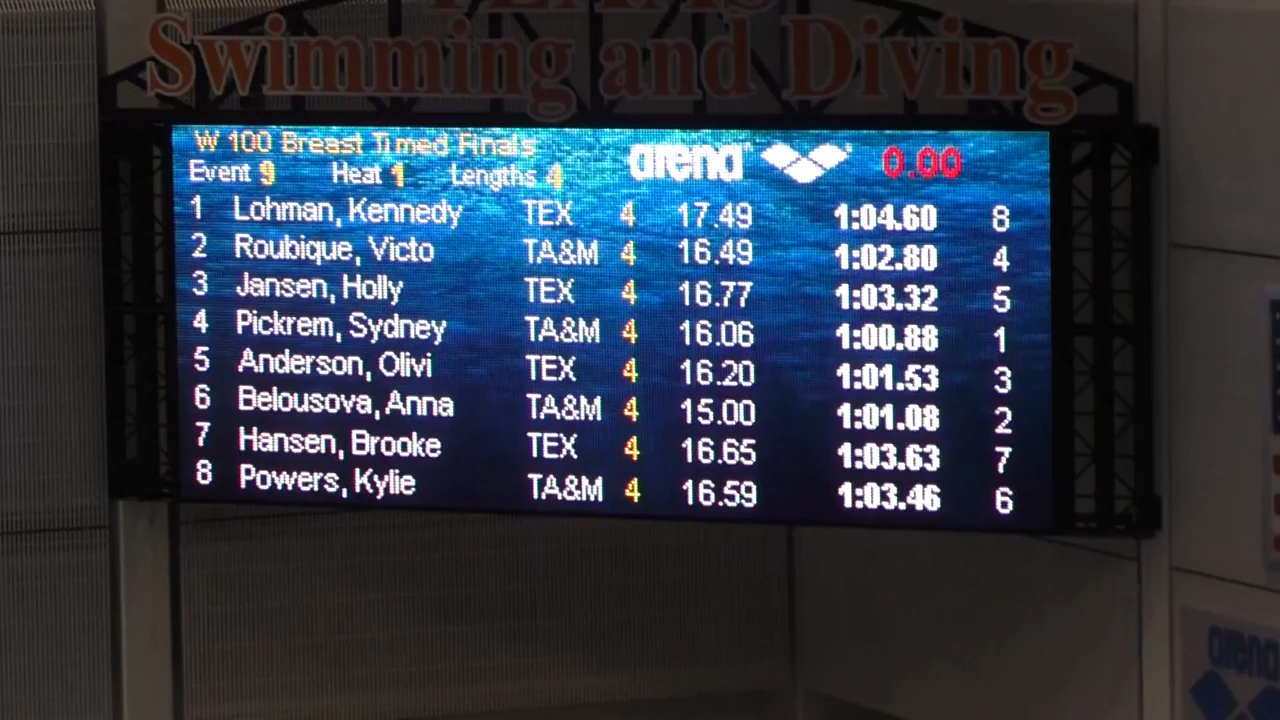 TEXAS
Swimming and Diving
W 100 Breast Timed Finals
Event 9 Heat 1 Lengths 4 arena 0.00
1 Lohman, Kennedy TEX 4 17.49 1:04.60 8
2 Roubique, Victo TA&M 4 16.49 1:02.80 4
3 Jansen, Holly TEX 4 16.77 1:03.32 5
4 Pickrem, Sydney TA&M 4 16.06 1:00.88 1
5 Anderson, Olivi TEX 4 16.20 1:01.53 3
6 Belousova, Anna TA&M 4 15.00 1:01.08 2
7 Hansen, Brooke TEX 4 16.65 1:03.63 7
8 Powers, Kylie TA&M 4 16.59 1:03.46 6
arena